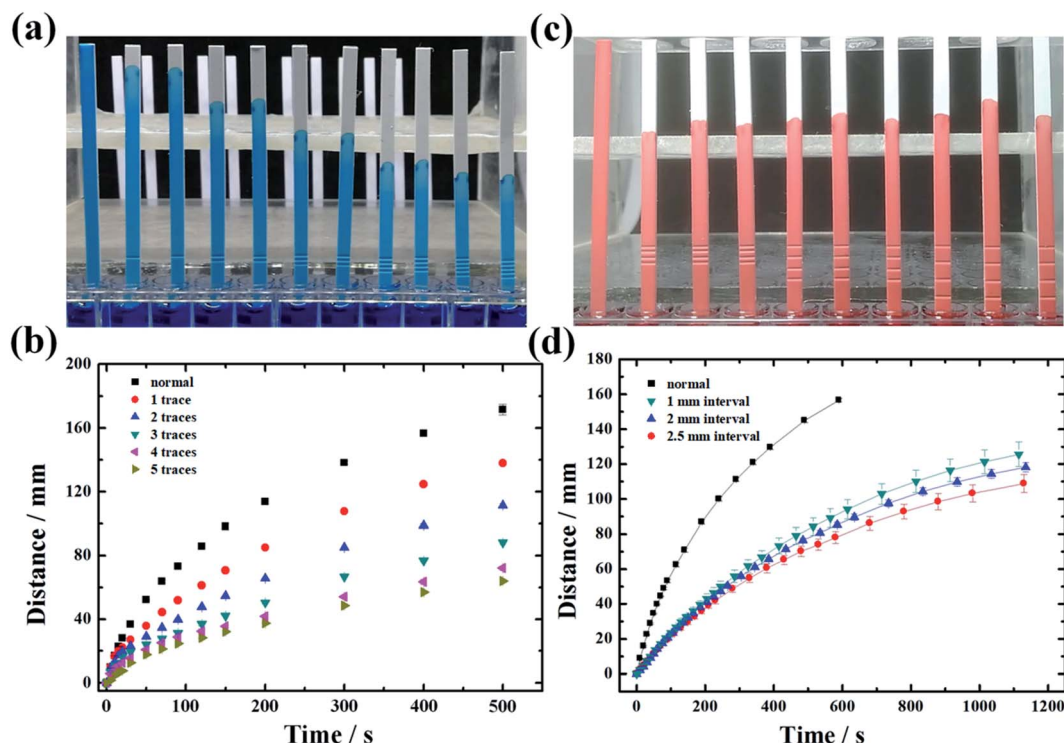 (a)
(c)
(b)
normal
1 trace
2 traces
3 traces
4 traces
5 traces
160
120
80
40
0
Distance / mm
0 100 200 300 400 500
Time / s
(d)
normal
1 mm interval
2 mm interval
2.5 mm interval
180
160
140
120
100
80
60
40
20
0
Distance / mm
0 200 400 600 800 1000 1200
Time / s